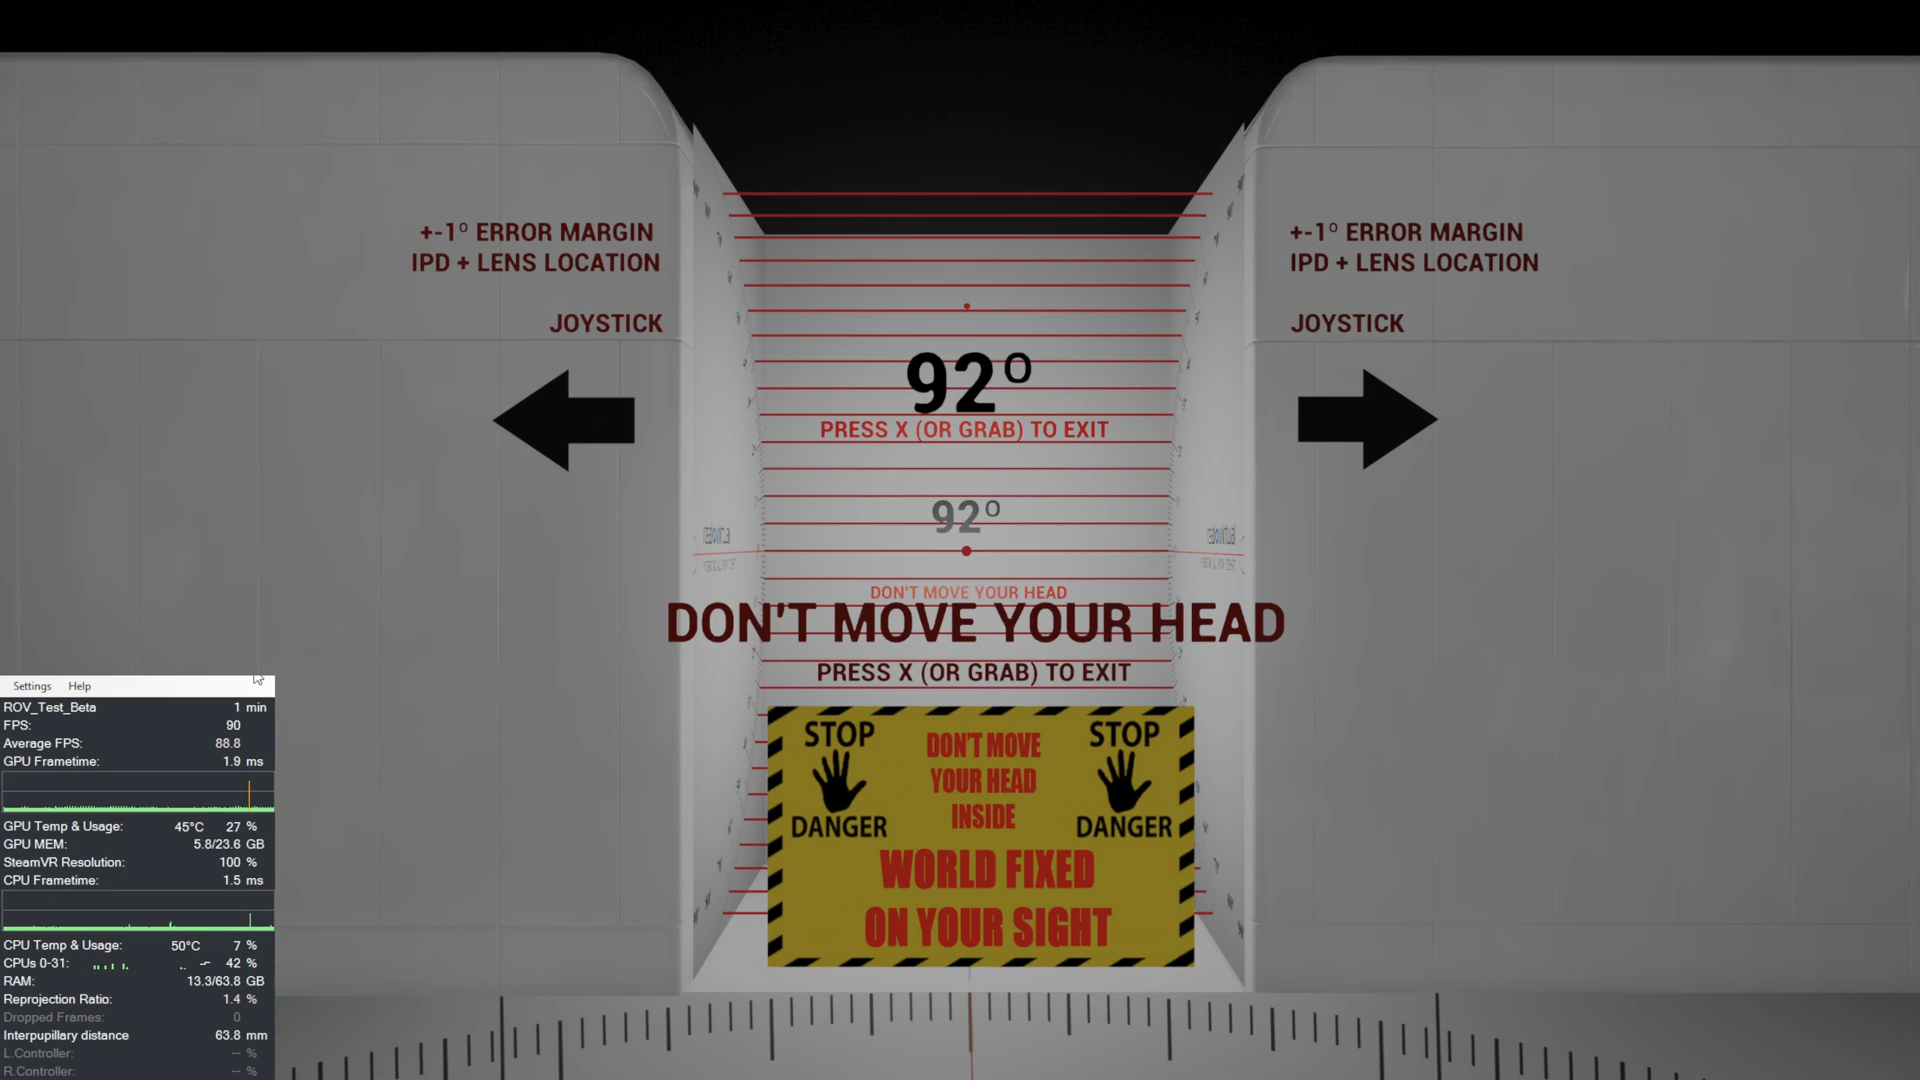 +-1º ERROR MARGIN
IPD + LENS LOCATION
JOYSTICK
+-1º ERROR MARGIN
IPD + LENS LOCATION
JOYSTICK
92º
PRESS X (OR GRAB) TO EXIT
92º
DON'T MOVE YOUR HEAD
DON'T MOVE YOUR HEAD
PRESS X (OR GRAB) TO EXIT
STOP
DANGER
DON'T MOVE
YOUR HEAD
INSIDE
STOP
DANGER
WORLD FIXED
ON YOUR SIGHT
Settings Help
ROV_Test_Beta 1 min
FPS: 90
Average FPS: 88.8
GPU Frametime: 1.9 ms
GPU Temp & Usage: 45°C 27 %
GPU MEM: 5.8/23.6 GB
SteamVR Resolution: 100 %
CPU Frametime: 1.5 ms
CPU Temp & Usage: 50°C 7 %
CPUs 0-31: 42 %
RAM: 13.3/63.8 GB
Reprojection Ratio: 1.4 %
Dropped Frames: 0
Interpupillary distance 63.8 mm
L.Controller: -- %
R.Controller: -- %